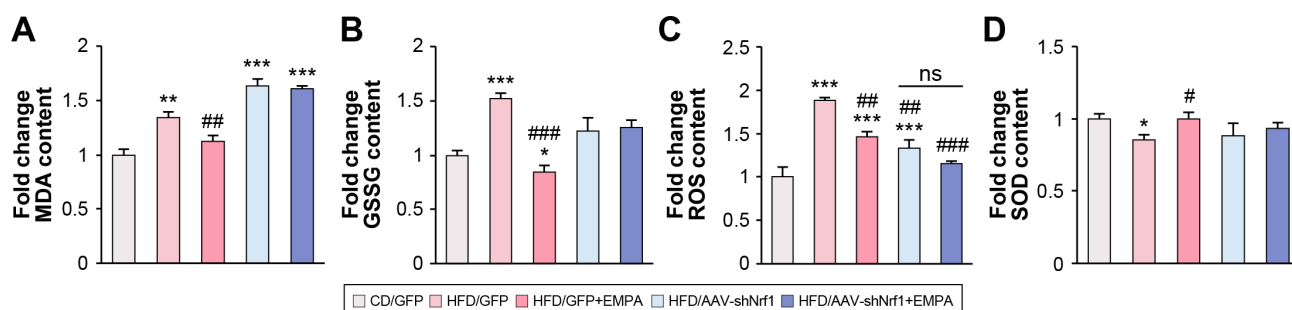 A
Fold change
MDA content
2
1.5
1
0.5
0
**
##
***
***
B
Fold change
GSSG content
2
1.5
1
0.5
0
***
###
*
C
Fold change
ROS content
2.5
2
1.5
1
0.5
0
***
##
***
##
***
ns
###
D
Fold change
SOD content
1.5
1
0.5
0
*
#
CD/GFP HFD/GFP HFD/GFP+EMPA HFD/AAV-shNrf1 HFD/AAV-shNrf1+EMPA